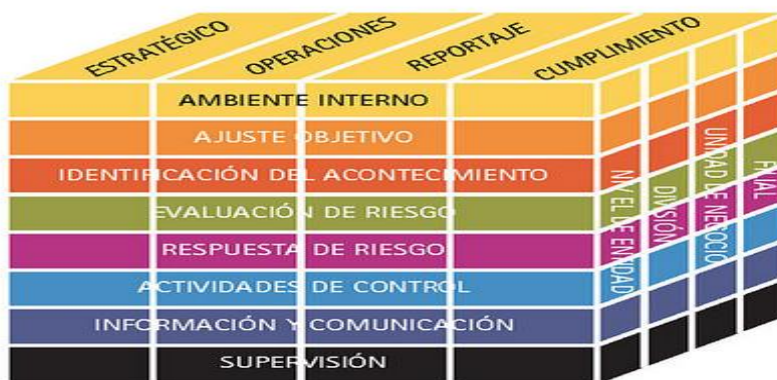 ESTRATÉGICO
OPERACIONES
REPORTAJE
CUMPLIMIENTO
AMBIENTE INTERNO
AJUSTE OBJETIVO
IDENTIFICACIÓN DEL ACONTECIMIENTO
EVALUACIÓN DE RIESGO
RESPUESTA DE RIESGO
ACTIVIDADES DE CONTROL
INFORMACIÓN Y COMUNICACIÓN
SUPERVISIÓN
NIVEL DE ENTIDAD
DIVISIÓN
UNIDAD DE NEGOCIO
FILIAL